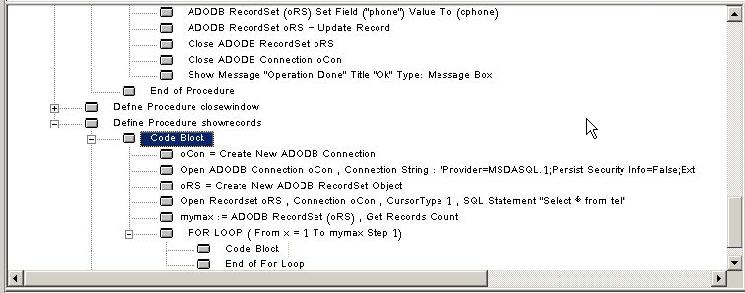 ADODB RecordSet (oRS) Set Field ("phone") Value To (cphone)
ADODB RecordSet oRS - Update Record
Close ADODE RecordSet oRS
Close ADODE Connection oCon
Show Message "Operation Done" Title "Ok" Type: Message Box
End of Procedure
Define Procedure closewindow
Define Procedure showrecords
Code Block
oCon = Create New ADODB Connection
Open ADODB Connection oCon , Connection String : "Provider=MSDASQL.1;Persist Security Info=False;Ext
oRS = Create New ADODB RecordSet Object
Open Recordset oRS , Connection oCon , CursorType 1 , SQL Statement "Select * from tel"
mymax := ADODB RecordSet (oRS) , Get Records Count
FOR LOOP ( From x = 1 To mymax Step 1)
Code Block
End of For Loop